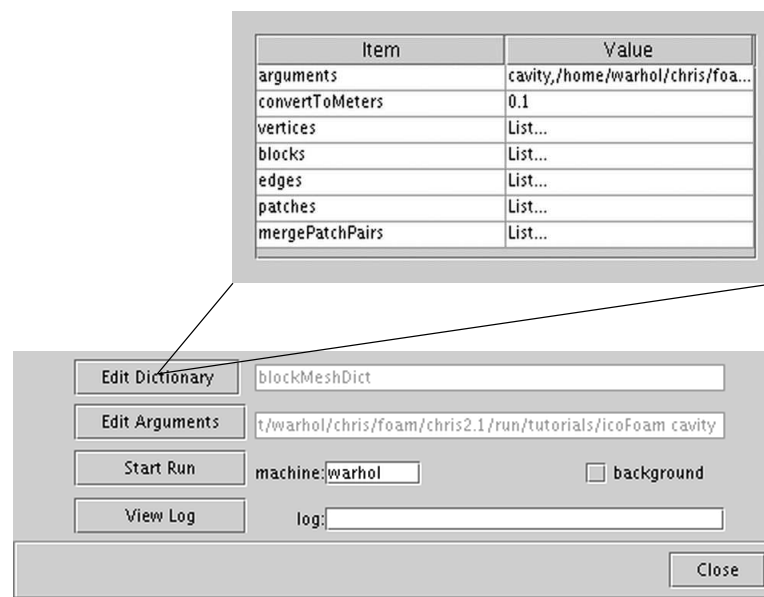 Item Value
arguments cavity,/home/warhol/chris/foa...
convertToMeters 0.1
vertices List...
blocks List...
edges List...
patches List...
mergePatchPairs List...
Edit Dictionary blockMeshDict
Edit Arguments t/warhol/chris/foam/chris2.1/run/tutorials/icoFoam cavity
Start Run machine: warhol background
View Log log:
Close